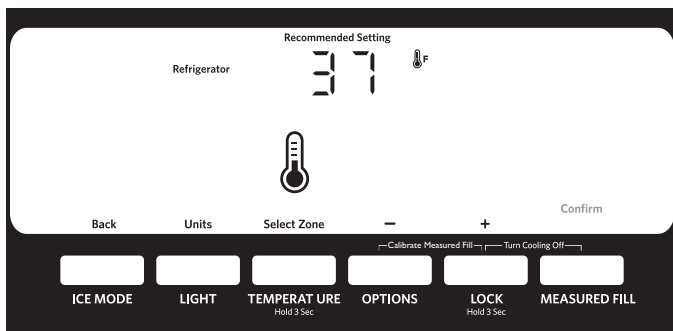 Recommended Setting
Refrigerator 37 F
Back Units Select Zone − + Confirm
Calibrate Measured Fill Turn Cooling Off
ICE MODE LIGHT TEMPERAT URE OPTIONS LOCK MEASURED FILL
Hold 3 Sec Hold 3 Sec